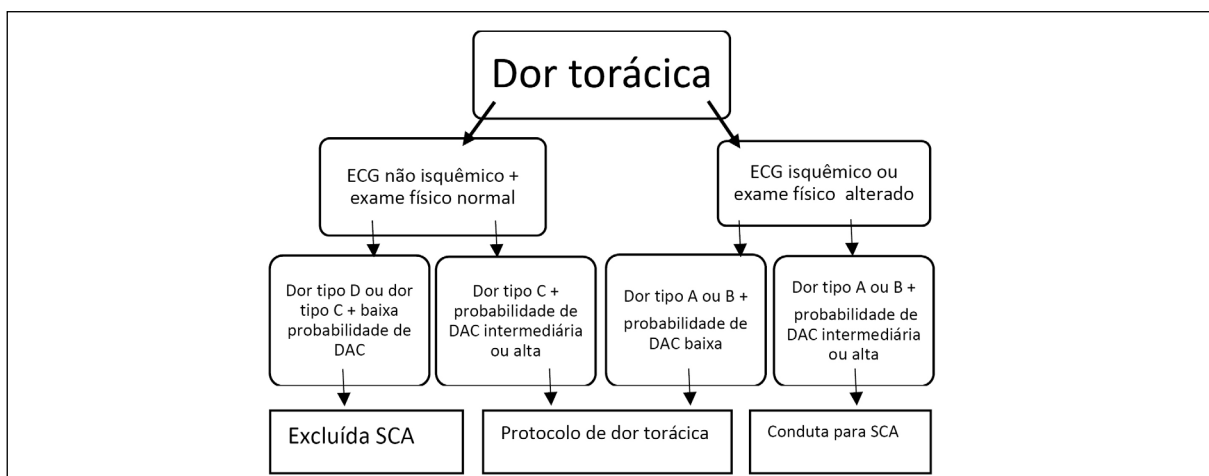 Dor torácica
ECG não isquêmico +
exame físico normal
ECG isquêmico ou
exame físico alterado
Dor tipo D ou dor
tipo C + baixa
probabilidade de
DAC
Dor tipo C +
probabilidade de
DAC intermediária
ou alta
Dor tipo A ou B +
probabilidade de
DAC baixa
Dor tipo A ou B +
probabilidade de
DAC intermediária
ou alta
Excluída SCA
Protocolo de dor torácica
Conduta para SCA